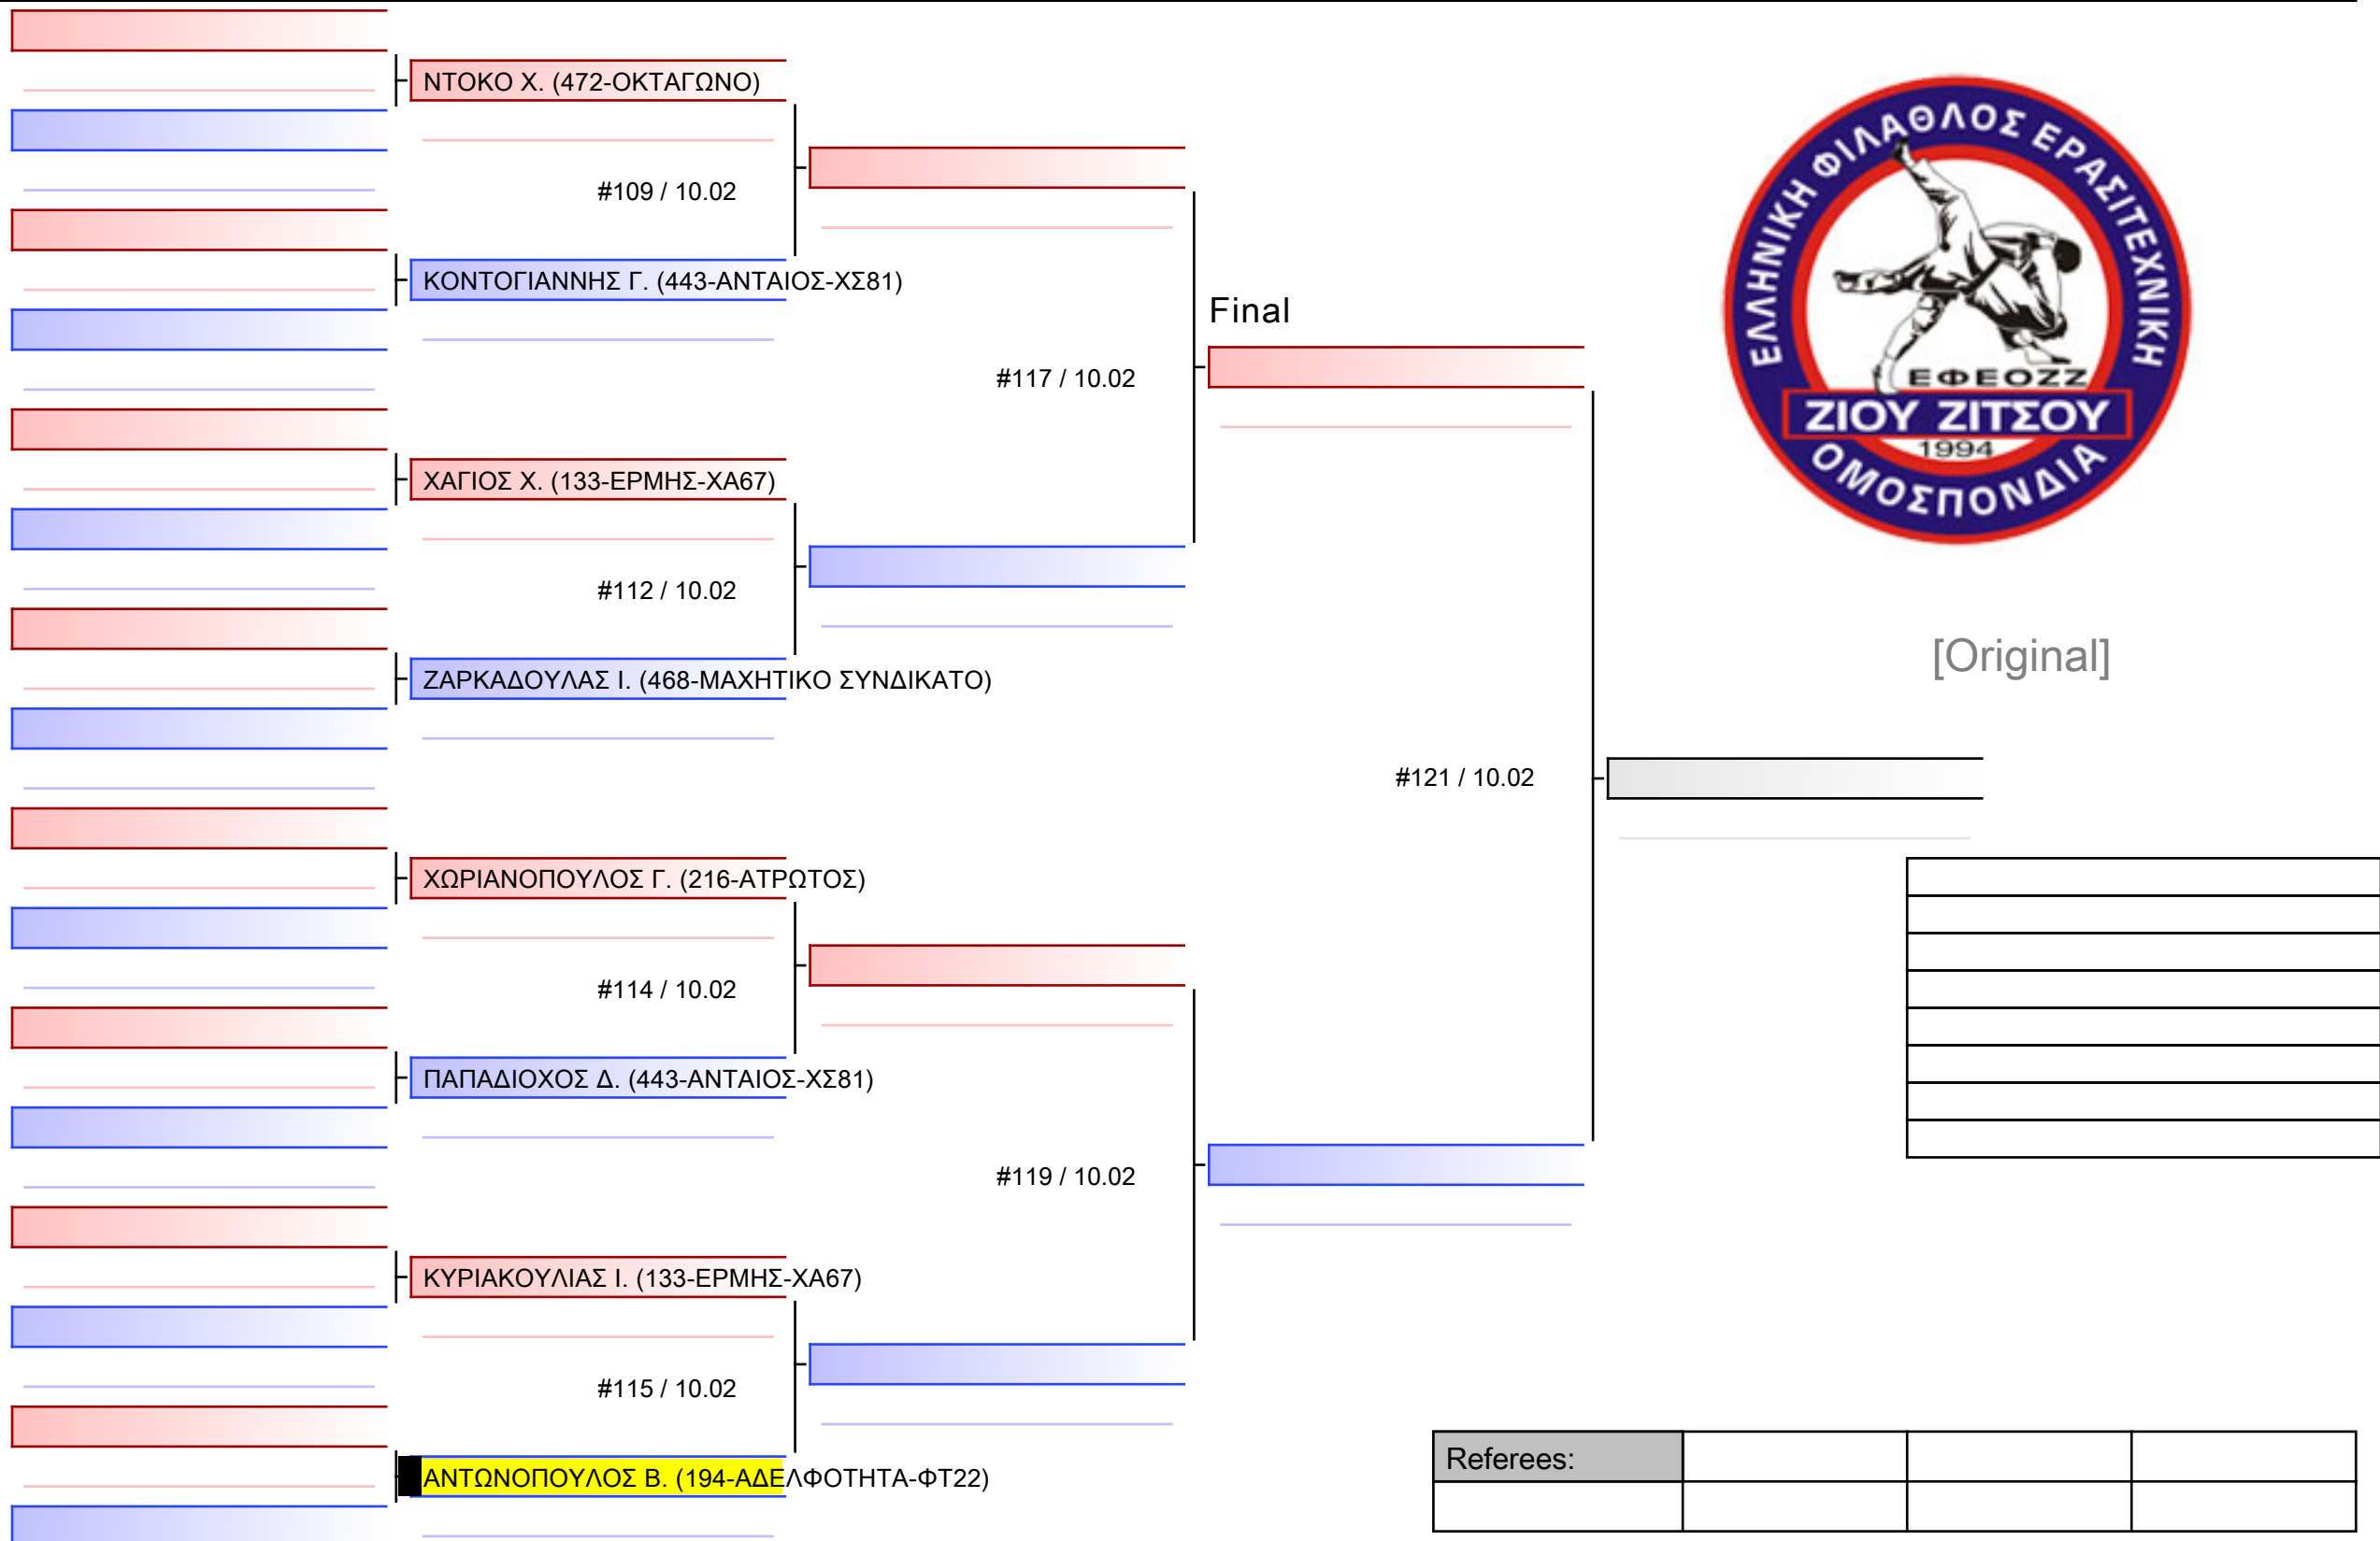 ΝΤΟΚΟ Χ. (472-ΟΚΤΑΓΩΝΟ)
#109 / 10.02
ΚΟΝΤΟΓΙΑΝΝΗΣ Γ. (443-ΑΝΤΑΙΟΣ-ΧΣ81)
Final
#117 / 10.02
ΧΑΓΙΟΣ Χ. (133-ΕΡΜΗΣ-ΧΑ67)
#112 / 10.02
ΖΑΡΚΑΔΟΥΛΑΣ Ι. (468-ΜΑΧΗΤΙΚΟ ΣΥΝΔΙΚΑΤΟ)
ΕΛΛΗΝΙΚΗ ΦΙΛΑΘΛΟΣ ΕΡΑΣΙΤΕΧΝΙΚΗ
ΕΦΕΟΖΖ
ΖΙΟΥ ΖΙΤΣΟΥ
1994
ΟΜΟΣΠΟΝΔΙΑ
[Original]
#121 / 10.02
ΧΩΡΙΑΝΟΠΟΥΛΟΣ Γ. (216-ΑΤΡΩΤΟΣ)
#114 / 10.02
ΠΑΠΑΔΙΟΧΟΣ Δ. (443-ΑΝΤΑΙΟΣ-ΧΣ81)
#119 / 10.02
ΚΥΡΙΑΚΟΥΛΙΑΣ Ι. (133-ΕΡΜΗΣ-ΧΑ67)
#115 / 10.02
ΑΝΤΩΝΟΠΟΥΛΟΣ Β. (194-ΑΔΕΛΦΟΤΗΤΑ-ΦΤ22)
Referees: